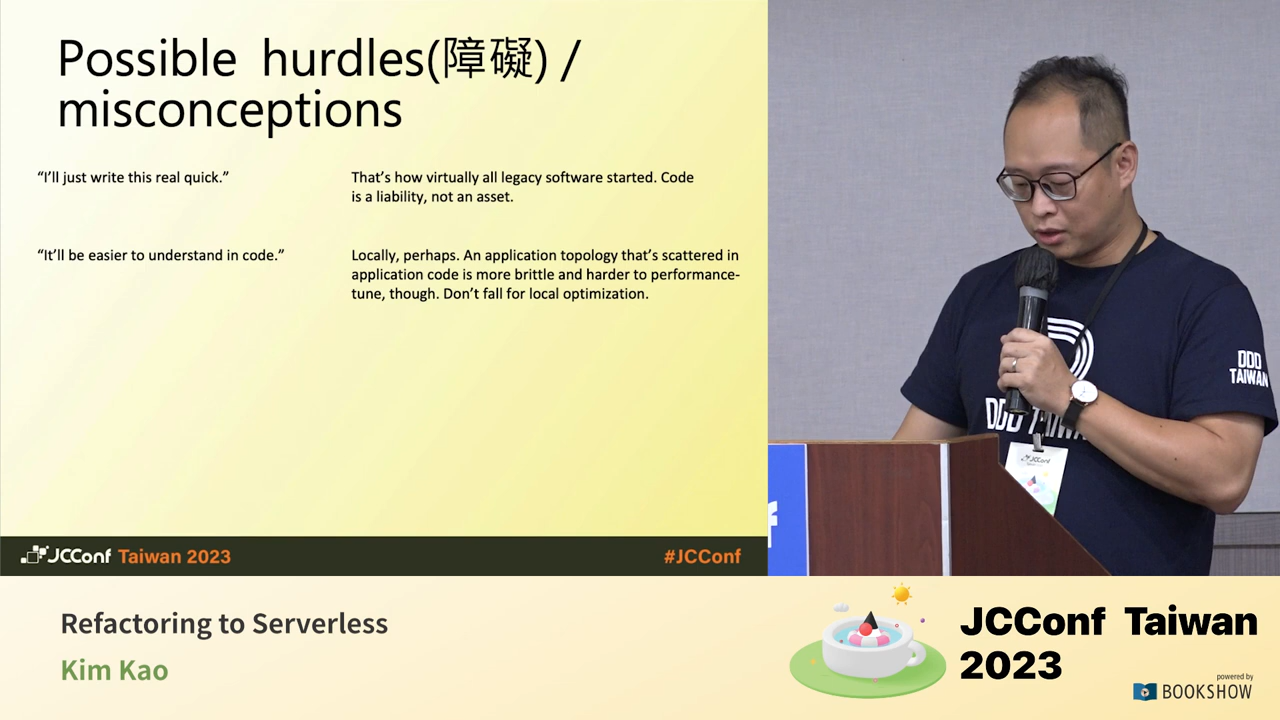 Possible hurdles(障礙) /
misconceptions
“I’ll just write this real quick.”
That’s how virtually all legacy software started. Code
is a liability, not an asset.
“It’ll be easier to understand in code.”
Locally, perhaps. An application topology that’s scattered in
application code is more brittle and harder to performance-
tune, though. Don’t fall for local optimization.
JCConf Taiwan 2023
#JCConf
DDD
TAIWAN
DDD TAIWAN
JCConf
Refactoring to Serverless
Kim Kao
JCConf Taiwan
2023
powered by
BOOKSHOW